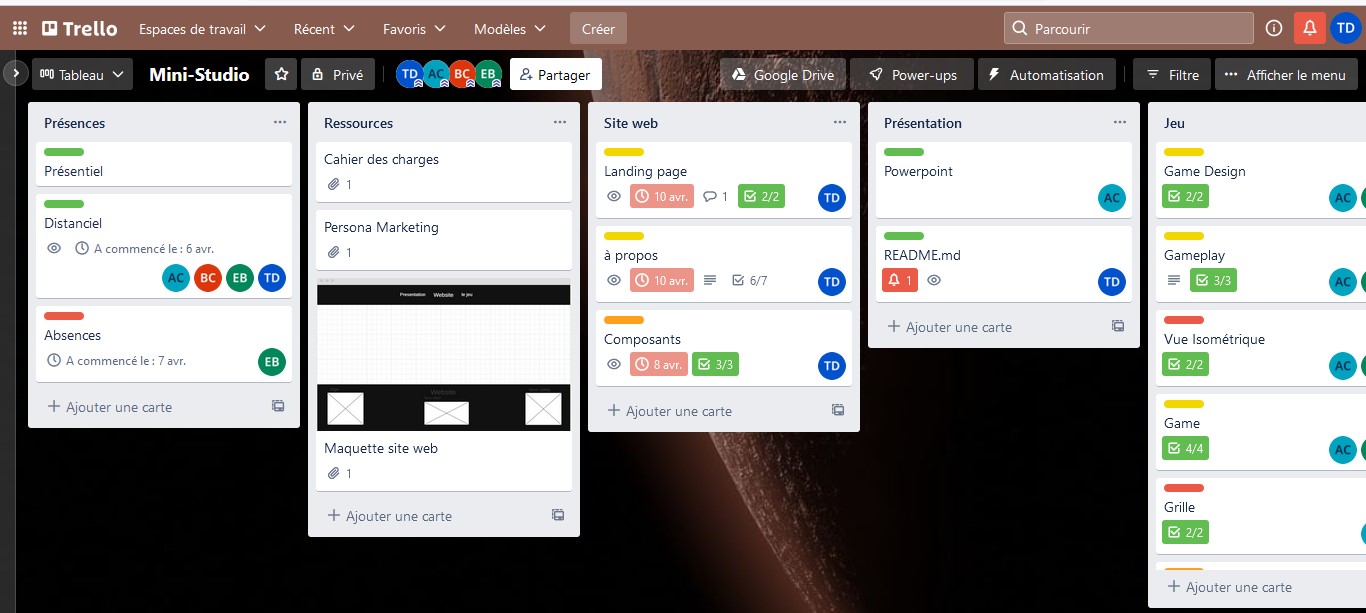 Trello
Espaces de travail
Récent
Favoris
Modèles
Créer
Parcourir
TD
Tableau
Mini-Studio
Privé
TD
AC
BC
EB
Partager
Google Drive
Power-ups
Automatisation
Filtre
Afficher le menu
Présences
Présentiel
Distanciel
A commencé le : 6 avr.
AC
BC
EB
TD
Absences
A commencé le : 7 avr.
EB
Ajouter une carte
Ressources
Cahier des charges
1
Persona Marketing
1
Presentation Website le jeu
Website
Maquette site web
1
Ajouter une carte
Site web
Landing page
10 avr. 1 2/2
TD
à propos
10 avr. 6/7
TD
Composants
8 avr. 3/3
TD
Ajouter une carte
Présentation
Powerpoint
AC
README.md
1
TD
Ajouter une carte
Jeu
Game Design
2/2
AC
Gameplay
3/3
AC
Vue Isométrique
2/2
AC
Game
4/4
AC
Grille
2/2
Ajouter une carte